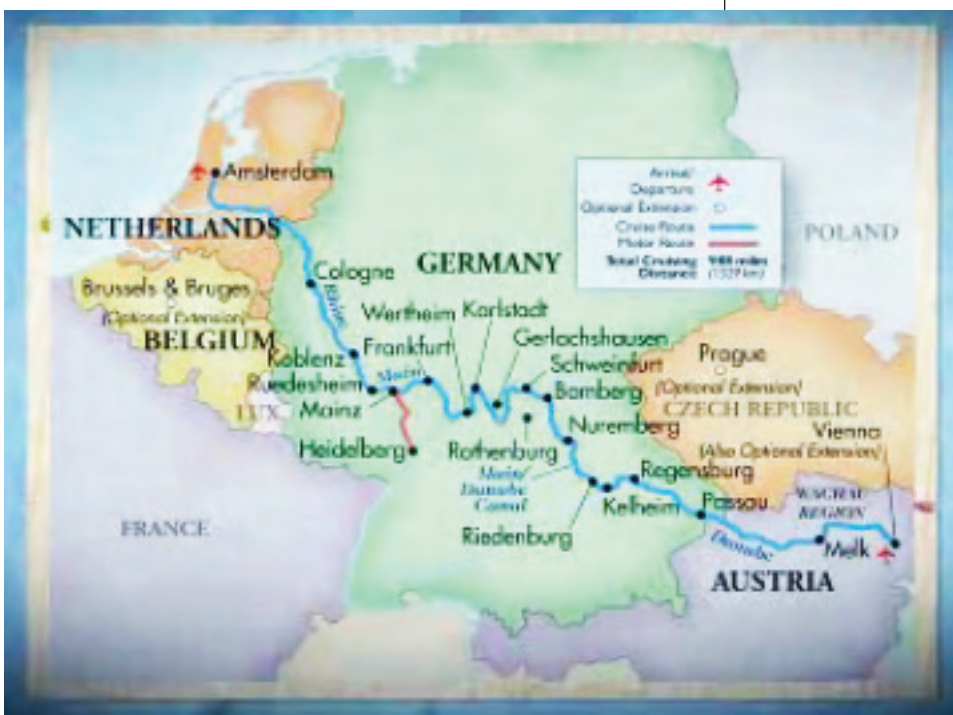 Amsterdam
NETHERLANDS
Arrival/
Departure
Optional Extension
Cruise Route
Motor Route
Total Cruising
Distance
(1529 km)
POLAND
GERMANY
Cologne
Rhine
Brussels & Bruges
(Optional Extension)
BELGIUM
Wertheim
Karlstadt
Koblenz
Frankfurt
Gerlachshausen
Schweinfurt
Prague
(Optional Extension)
Ruedesheim
Main
Bamberg
LUX.
Mainz
CZECH REPUBLIC
Nuremberg
Vienna
(Also Optional Extension)
Heidelberg
Rothenburg
Main/
Danube
Canal
Regensburg
Kelheim
Passau
WACHAU
REGION
FRANCE
Riedenburg
Danube
Melk
AUSTRIA